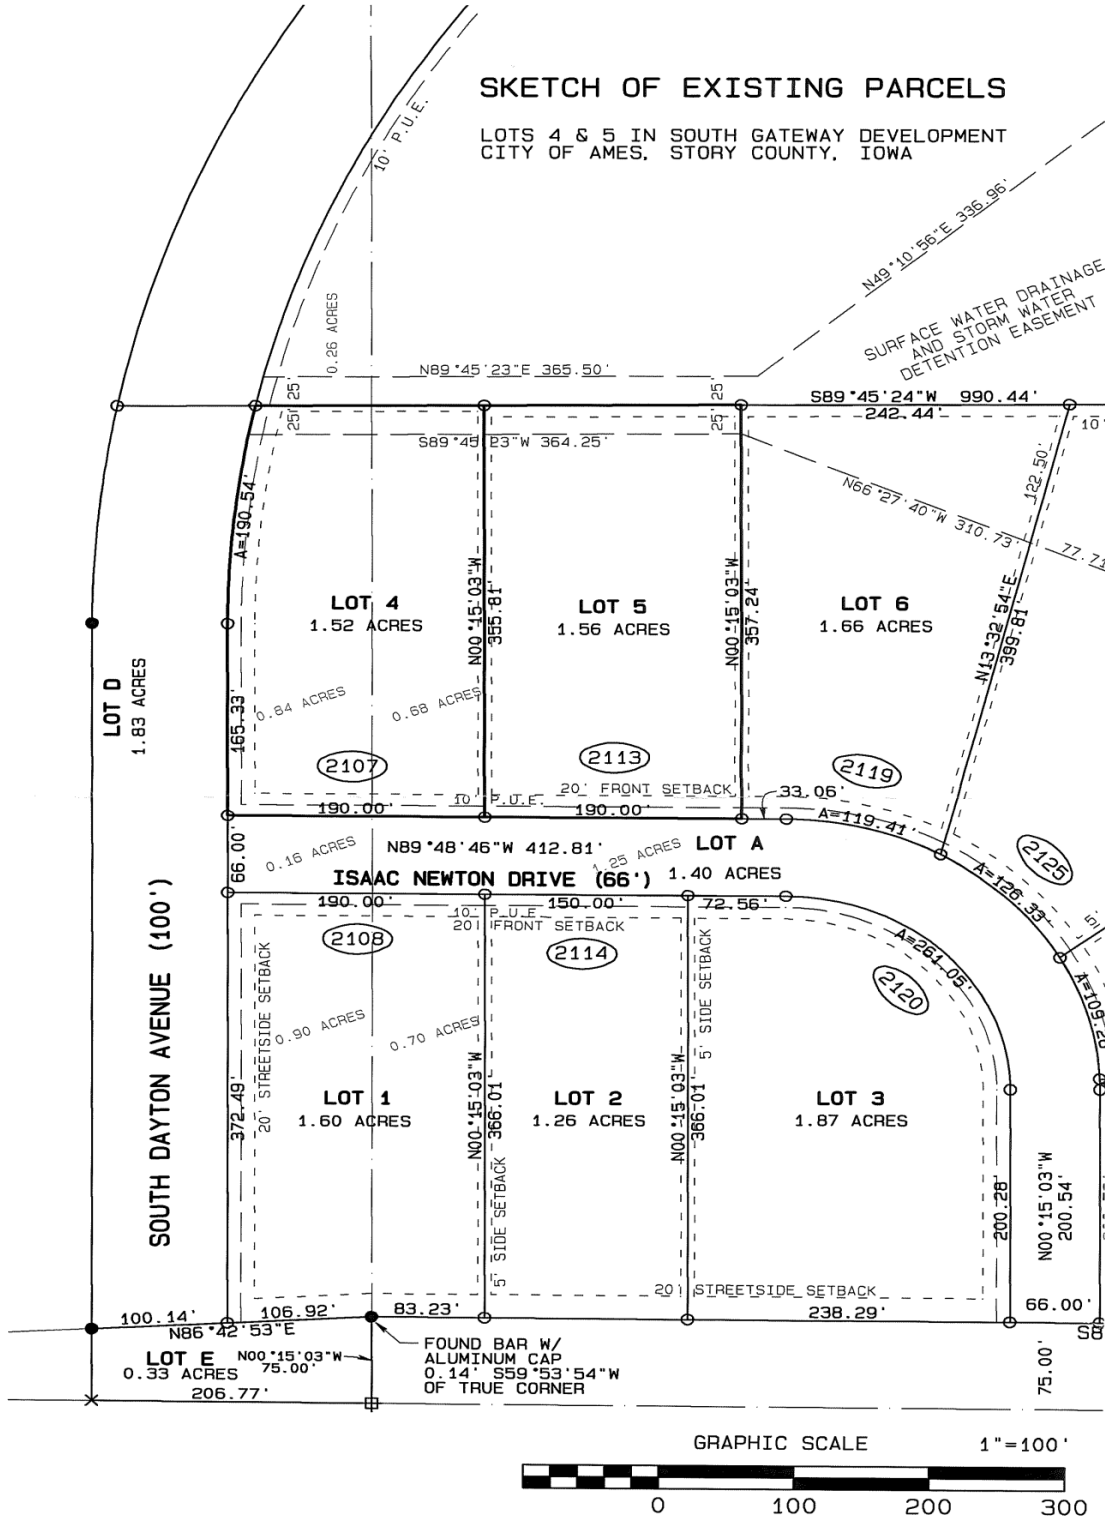 SKETCH OF EXISTING PARCELS
LOTS 4 & 5 IN SOUTH GATEWAY DEVELOPMENT
CITY OF AMES, STORY COUNTY, IOWA
10' P.U.E.
N49°10'56"E 336.96'
SURFACE WATER DRAINAGE
AND STORM WATER
DETENTION EASEMENT
0.26 ACRES
N89°45'23"E 365.50'
25'
25'
25'
25'
S89°45'24"W 990.44'
242.44'
10'
S89°45'23"W 364.25'
A=190.54'
N66°27'40"W 310.73'
122.50'
77.71
LOT 4
1.52 ACRES
N00°15'03"W
355.81'
LOT 5
1.56 ACRES
N00°15'03"W
357.24'
LOT 6
1.66 ACRES
N13°32'54"E
399.81'
LOT D
1.83 ACRES
165.33'
0.84 ACRES
0.68 ACRES
2107
2113
2119
20' FRONT SETBACK
10' P.U.E.
190.00'
190.00'
33.06'
A=119.41'
66.00'
0.16 ACRES
N89°48'46"W 412.81'
1.25 ACRES
LOT A
1.40 ACRES
ISAAC NEWTON DRIVE (66')
2125
A=126.33'
190.00'
150.00'
72.56'
10' P.U.E.
20' FRONT SETBACK
2108
2114
2120
A=261.05'
5'
A=109.20
SOUTH DAYTON AVENUE (100')
20' STREETSIDE SETBACK
5' SIDE SETBACK
0.90 ACRES
0.70 ACRES
372.49'
LOT 1
1.60 ACRES
N00°15'03"W
366.01'
LOT 2
1.26 ACRES
N00°15'03"W
366.01'
LOT 3
1.87 ACRES
200.28'
N00°15'03"W
200.54'
5' SIDE SETBACK
20' STREETSIDE SETBACK
100.14'
106.92'
83.23'
238.29'
66.00'
N86°42'53"E
S8
LOT E
0.33 ACRES
N00°15'03"W
75.00'
206.77'
FOUND BAR W/
ALUMINUM CAP
0.14' S59°53'54"W
OF TRUE CORNER
75.00'
GRAPHIC SCALE 1"=100'
0 100 200 300